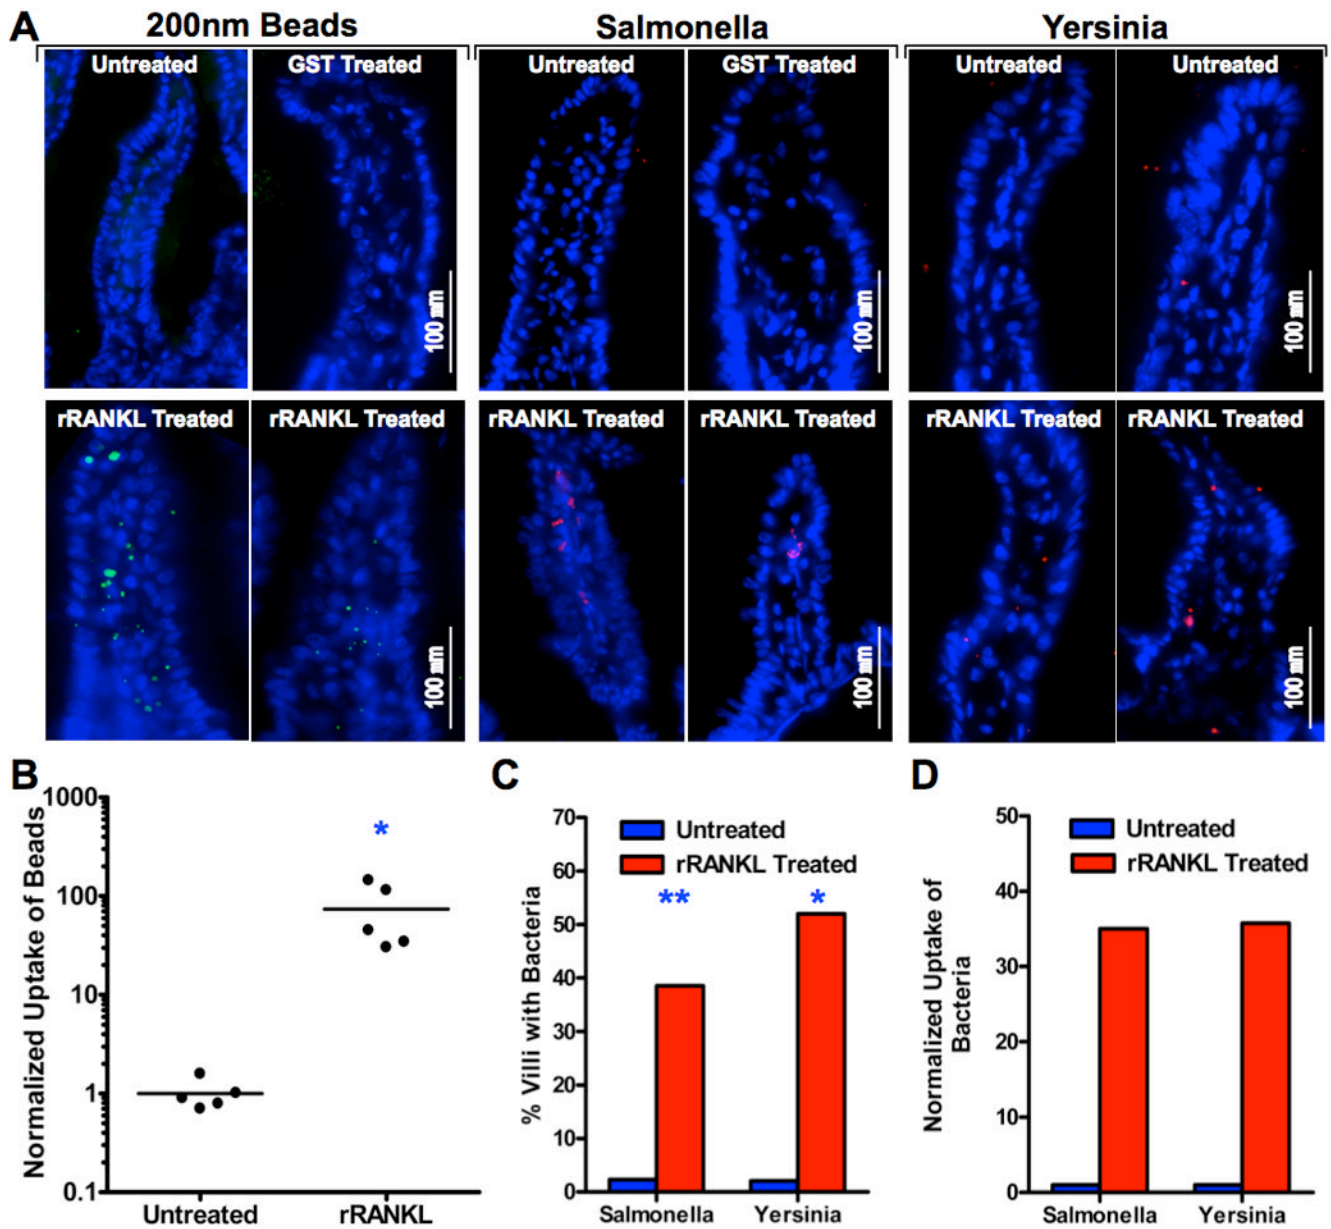 A
200nm Beads
Salmonella
Yersinia
Untreated
GST Treated
Untreated
GST Treated
Untreated
Untreated
100
100
100
rRANKL Treated
rRANKL Treated
rRANKL Treated
rRANKL Treated
rRANKL Treated
rRANKL Treated
100
100
100
B
Normalized Uptake of Beads
1000
100
10
1
0.1
*
Untreated
rRANKL
C
% Villi with Bacteria
70
60
50
40
30
20
10
0
Untreated
rRANKL Treated
**
*
Salmonella
Yersinia
D
Normalized Uptake of
Bacteria
50
40
30
20
10
0
Untreated
rRANKL Treated
Salmonella
Yersinia